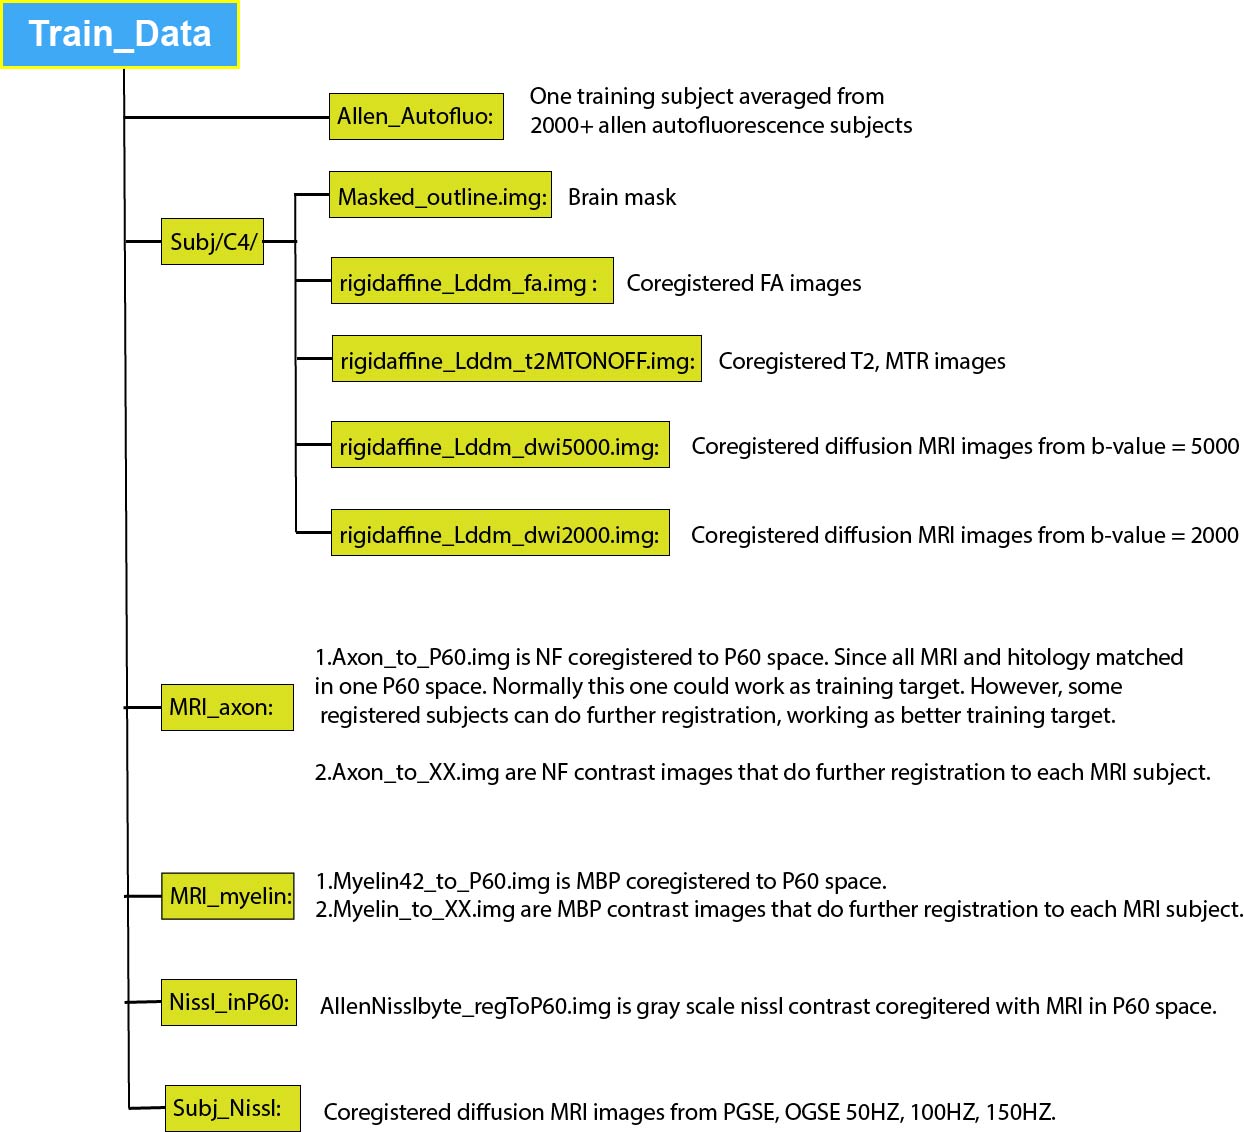 Train_Data
Allen_Autofluo:
One training subject averaged from
2000+ allen autofluorescence subjects
Masked_outline.img:
Brain mask
Subj/C4/
rigidaffine_Lddm_fa.img :
Coregistered FA images
rigidaffine_Lddm_t2MTONOFF.img:
Coregistered T2, MTR images
rigidaffine_Lddm_dwi5000.img:
Coregistered diffusion MRI images from b-value = 5000
rigidaffine_Lddm_dwi2000.img:
Coregistered diffusion MRI images from b-value = 2000
MRI_axon:
1.Axon_to_P60.img is NF coregistered to P60 space. Since all MRI and hitology matched
in one P60 space. Normally this one could work as training target. However, some
registered subjects can do further registration, working as better training target.
2.Axon_to_XX.img are NF contrast images that do further registration to each MRI subject.
MRI_myelin:
1.Myelin42_to_P60.img is MBP coregistered to P60 space.
2.Myelin_to_XX.img are MBP contrast images that do further registration to each MRI subject.
Nissl_inP60:
AllenNisslbyte_regToP60.img is gray scale nissl contrast coregitered with MRI in P60 space.
Subj_Nissl:
Coregistered diffusion MRI images from PGSE, OGSE 50HZ, 100HZ, 150HZ.